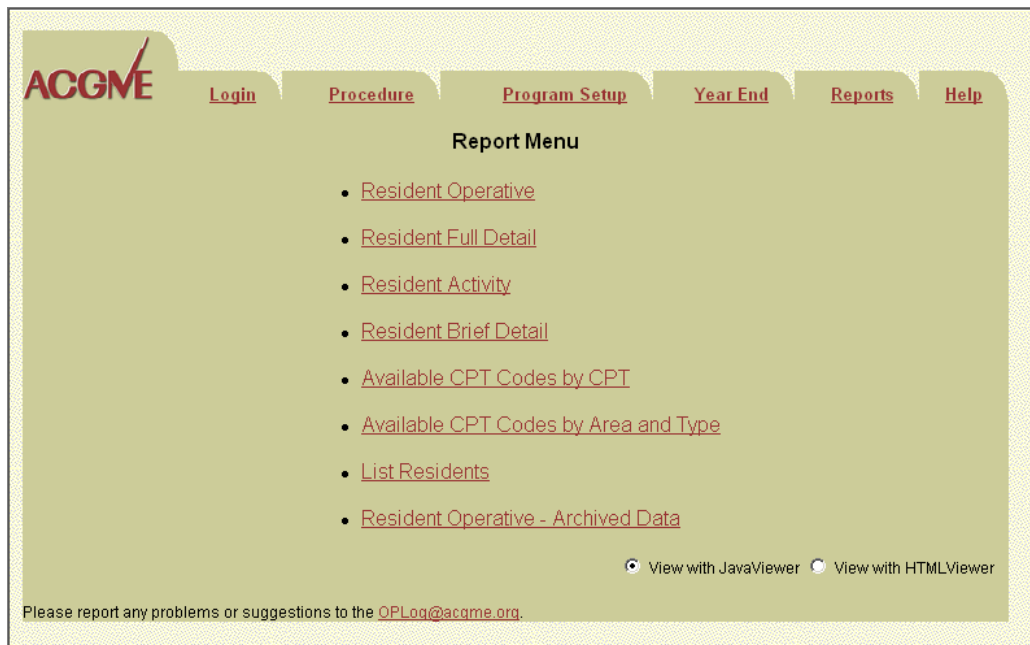 ACGME
Login Procedure Program Setup Year End Reports Help
Report Menu
Resident Operative
Resident Full Detail
Resident Activity
Resident Brief Detail
Available CPT Codes by CPT
Available CPT Codes by Area and Type
List Residents
Resident Operative - Archived Data
View with JavaViewer View with HTMLViewer
Please report any problems or suggestions to the OPLog@acgme.org.